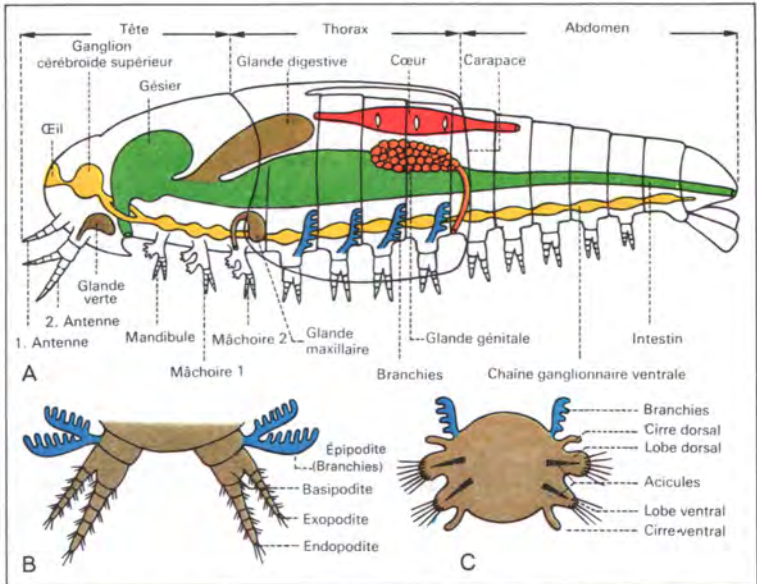 Tête
Thorax
Abdomen
Ganglion
cérébroïde supérieur
Glande digestive
Cœur
Carapace
Gésier
Œil
Glande
verte
2. Antenne
1. Antenne
Mandibule
Mâchoire 1
Mâchoire 2
Glande
maxillaire
Branchies
Glande génitale
Chaîne ganglionnaire ventrale
Intestin
A
Épipodite
(Branchies)
Basipodite
Exopodite
Endopodite
B
Branchies
Cirre dorsal
Lobe dorsal
Acicules
Lobe ventral
Cirre-ventral
C